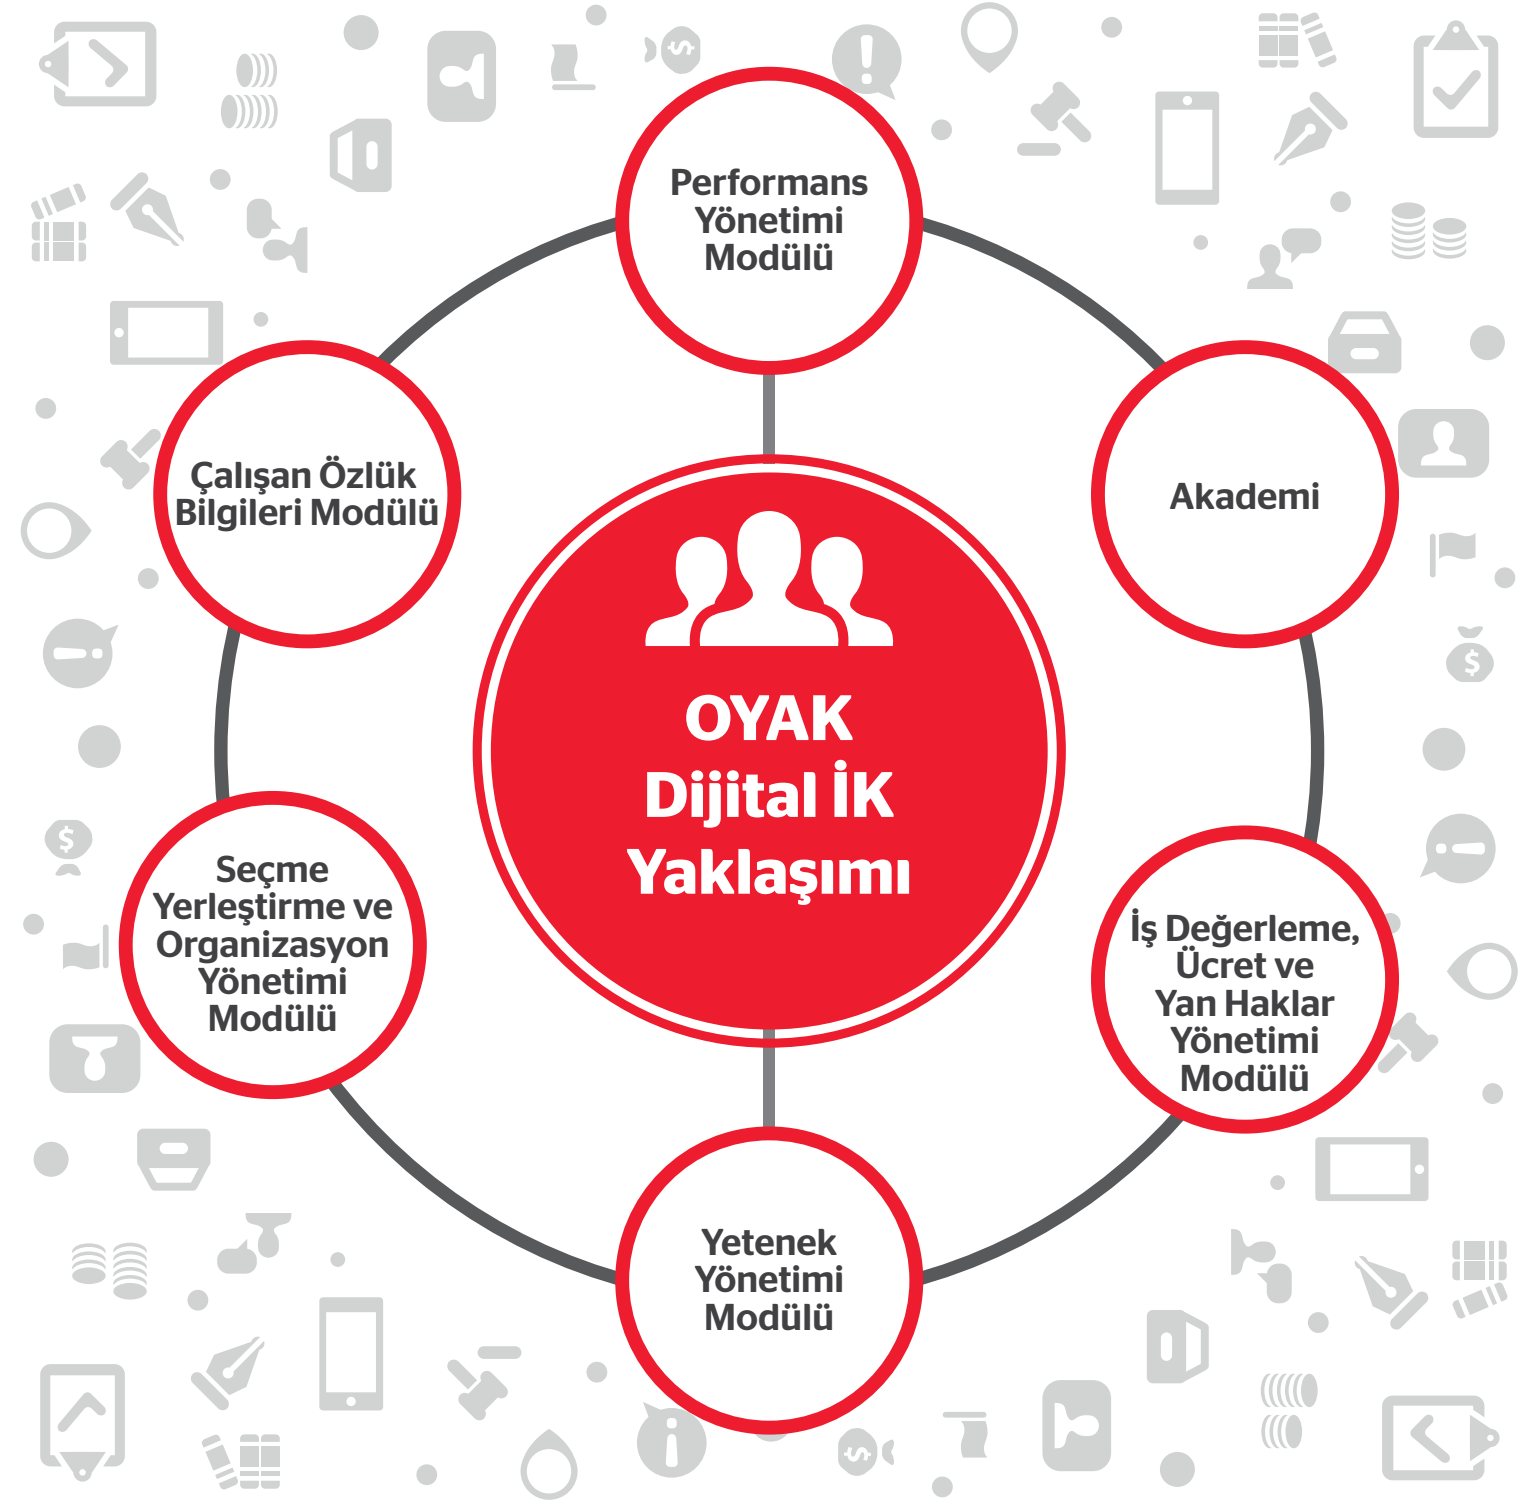 Performans
Yönetimi
Modülü
Çalışan Özlük
Bilgileri Modülü
Akademi
OYAK
Dijital İK
Yaklaşımı
Seçme
Yerleştirme ve
Organizasyon
Yönetimi
Modülü
İş Değerleme,
Ücret ve
Yan Haklar
Yönetimi
Modülü
Yetenek
Yönetimi
Modülü